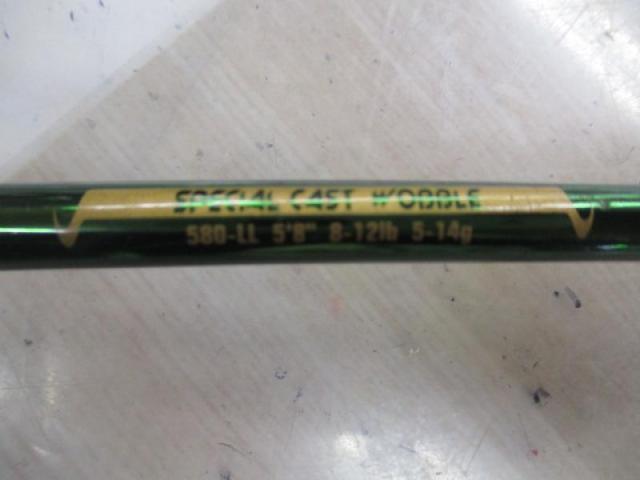 SPECIAL CAST WOBBLE
580-LL 5'8" 8-12lb 5-14g